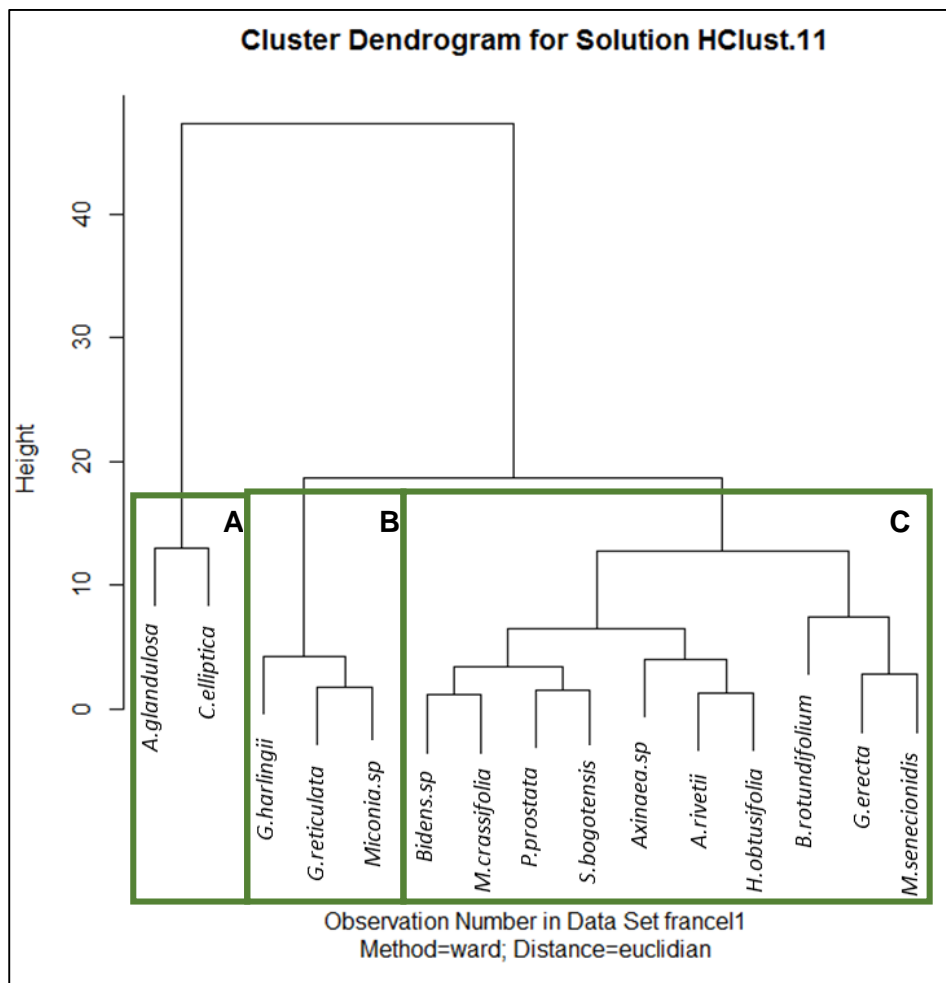 Cluster Dendrogram for Solution HClust.11
Height
40
30
20
10
0
A
B
C
A.glandulosa
C.elliptica
G.harlingii
G.reticulata
Miconia.sp
Bidens.sp
M.crassifolia
P.prostata
S.bogotensis
Axinaea.sp
A.rivetii
H.obtusifolia
B.rotundifolium
G.erecta
M.senecionidis
Observation Number in Data Set francel1
Method=ward; Distance=euclidian